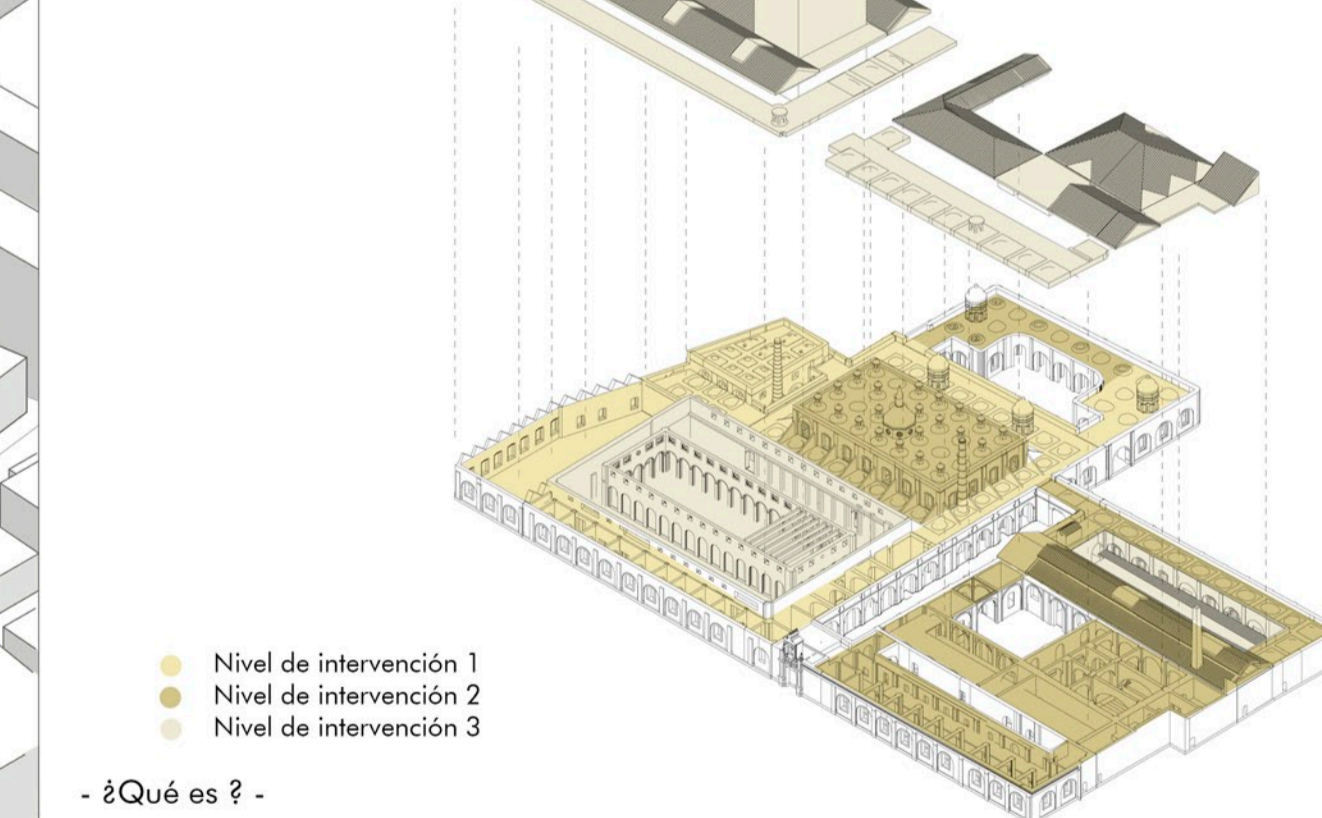 Nivel de intervención 1
Nivel de intervención 2
Nivel de intervención 3
- ¿Qué es ? -